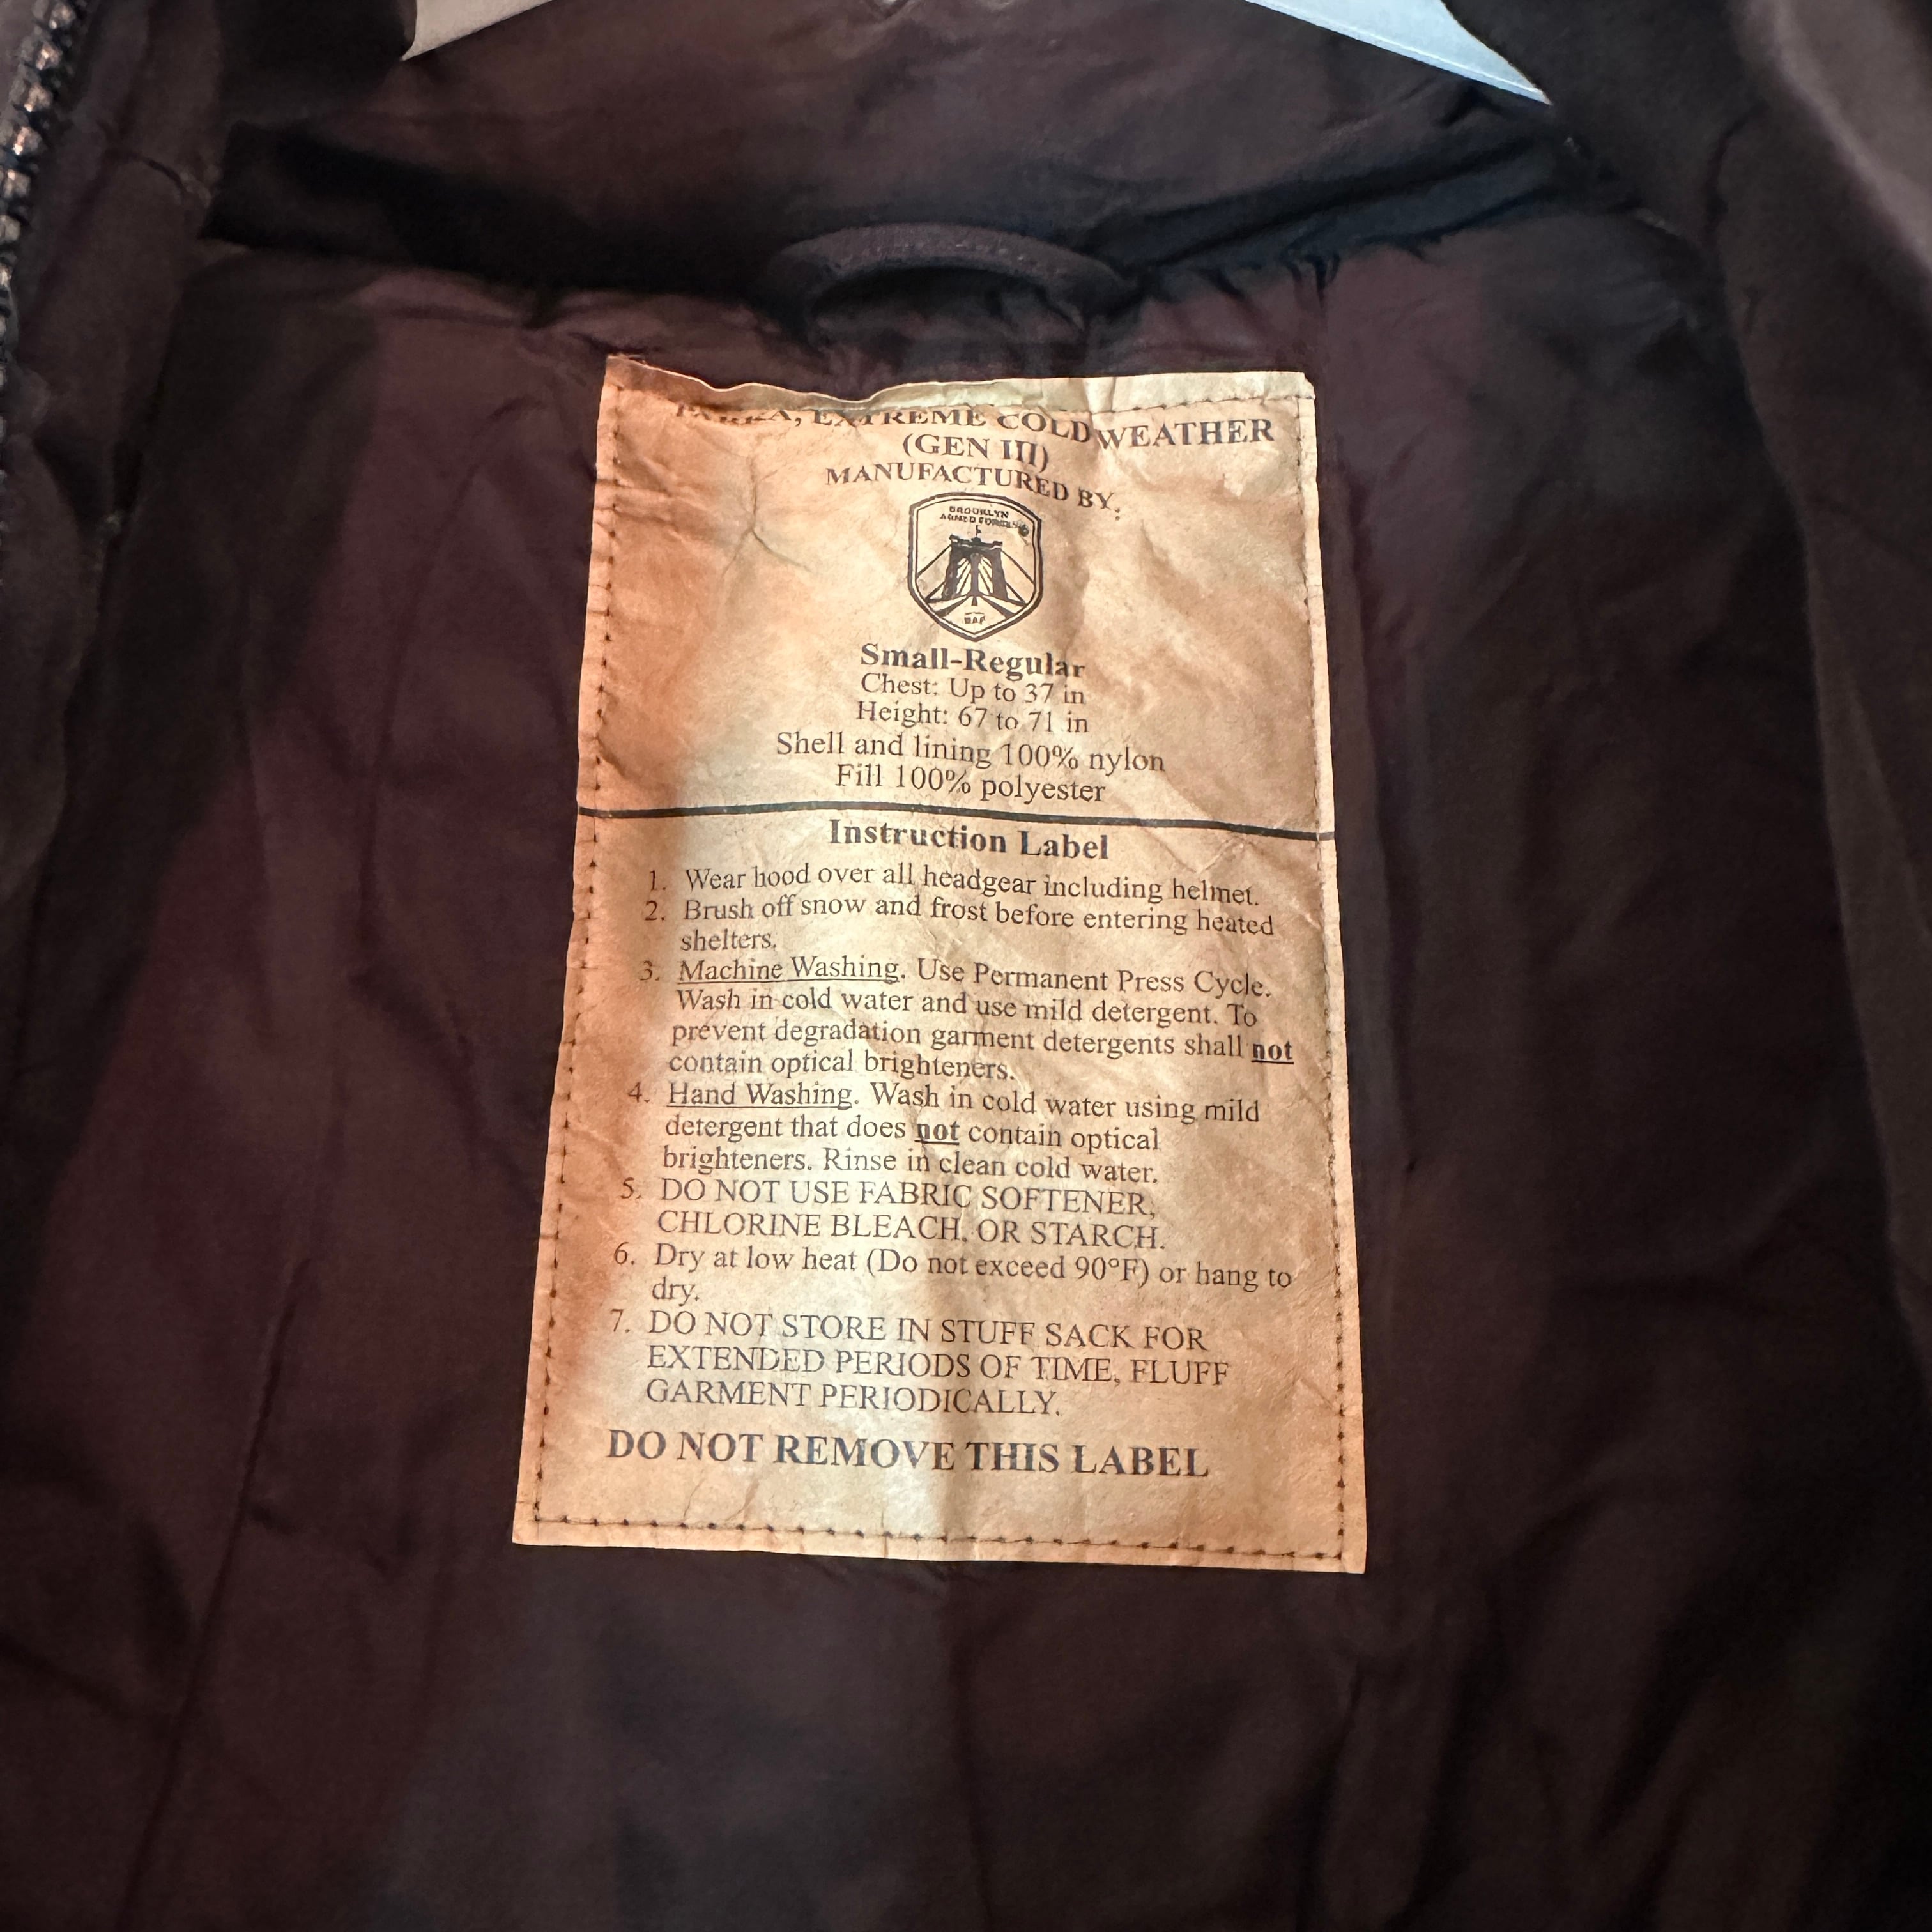 PARKA, EXTREME COLD WEATHER
(GEN III)
MANUFACTURED BY:
BROOKLYN
ARMED FORCES
BAF
Small-Regular
Chest: Up to 37 in
Height: 67 to 71 in
Shell and lining 100% nylon
Fill 100% polyester
Instruction Label
1. Wear hood over all headgear including helmet.
2. Brush off snow and frost before entering heated
shelters.
3. Machine Washing. Use Permanent Press Cycle.
Wash in cold water and use mild detergent. To
prevent degradation garment detergents shall not
contain optical brighteners.
4. Hand Washing. Wash in cold water using mild
detergent that does not contain optical
brighteners. Rinse in clean cold water.
5. DO NOT USE FABRIC SOFTENER,
CHLORINE BLEACH, OR STARCH.
6. Dry at low heat (Do not exceed 90°F) or hang to
dry.
7. DO NOT STORE IN STUFF SACK FOR
EXTENDED PERIODS OF TIME, FLUFF
GARMENT PERIODICALLY.
DO NOT REMOVE THIS LABEL